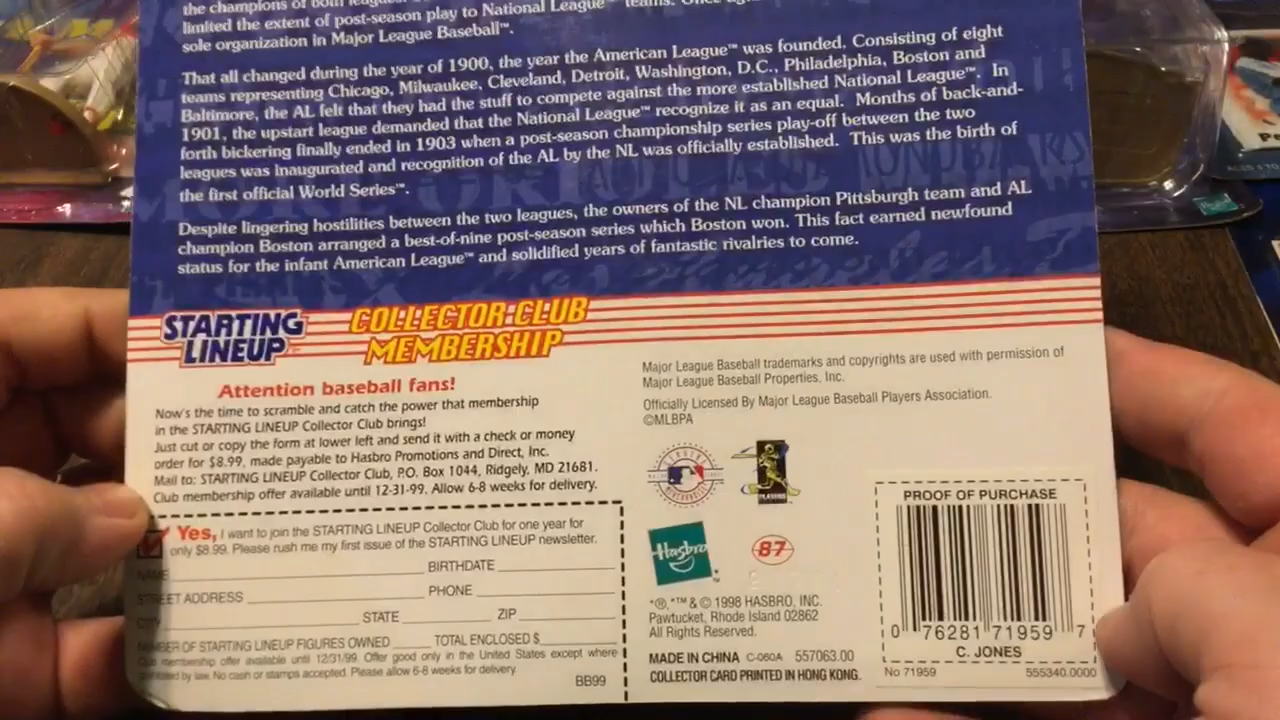 the champions of both leagues
limited the extent of post-season play to National League™ teams. Once
sole organization in Major League Baseball™.
That all changed during the year of 1900, the year the American League™ was founded. Consisting of eight
teams representing Chicago, Milwaukee, Cleveland, Detroit, Washington, D.C., Philadelphia, Boston and
Baltimore, the AL felt that they had the stuff to compete against the more established National League™. In
1901, the upstart league demanded that the National League™ recognize it as an equal. Months of back-and-
forth bickering finally ended in 1903 when a post-season championship series play-off between the two
leagues was inaugurated and recognition of the AL by the NL was officially established. This was the birth of
the first official World Series™.
Despite lingering hostilities between the two leagues, the owners of the NL champion Pittsburgh team and AL
champion Boston arranged a best-of-nine post-season series which Boston won. This fact earned newfound
status for the infant American League™ and solidified years of fantastic rivalries to come.
STARTING
LINEUP
COLLECTOR CLUB
MEMBERSHIP
Attention baseball fans!
Now's the time to scramble and catch the power that membership
in the STARTING LINEUP Collector Club brings!
Just cut or copy the form at lower left and send it with a check or money
order for $8.99, made payable to Hasbro Promotions and Direct, Inc.
Mail to: STARTING LINEUP Collector Club, P.O. Box 1044, Ridgely, MD 21681.
Club membership offer available until 12-31-99. Allow 6-8 weeks for delivery.
Yes, I want to join the STARTING LINEUP Collector Club for one year for
only $8.99. Please rush me my first issue of the STARTING LINEUP newsletter.
NAME BIRTHDATE
STREET ADDRESS PHONE
CITY STATE ZIP
NUMBER OF STARTING LINEUP FIGURES OWNED TOTAL ENCLOSED $
Club membership offer available until 12/31/99. Offer good only in the United States except where
prohibited by law. No cash or stamps accepted. Please allow 6-8 weeks for delivery.
BB99
Major League Baseball trademarks and copyrights are used with permission of
Major League Baseball Properties, Inc.
Officially Licensed By Major League Baseball Players Association.
©MLBPA
PLAYERS
Hasbro
87
*®,*™ & © 1998 HASBRO, INC.
Pawtucket, Rhode Island 02862
All Rights Reserved.
MADE IN CHINA C-060A 557063.00
COLLECTOR CARD PRINTED IN HONG KONG.
PROOF OF PURCHASE
0 76281 71959 7
C. JONES
No 71959 555340.0000
Hasbro